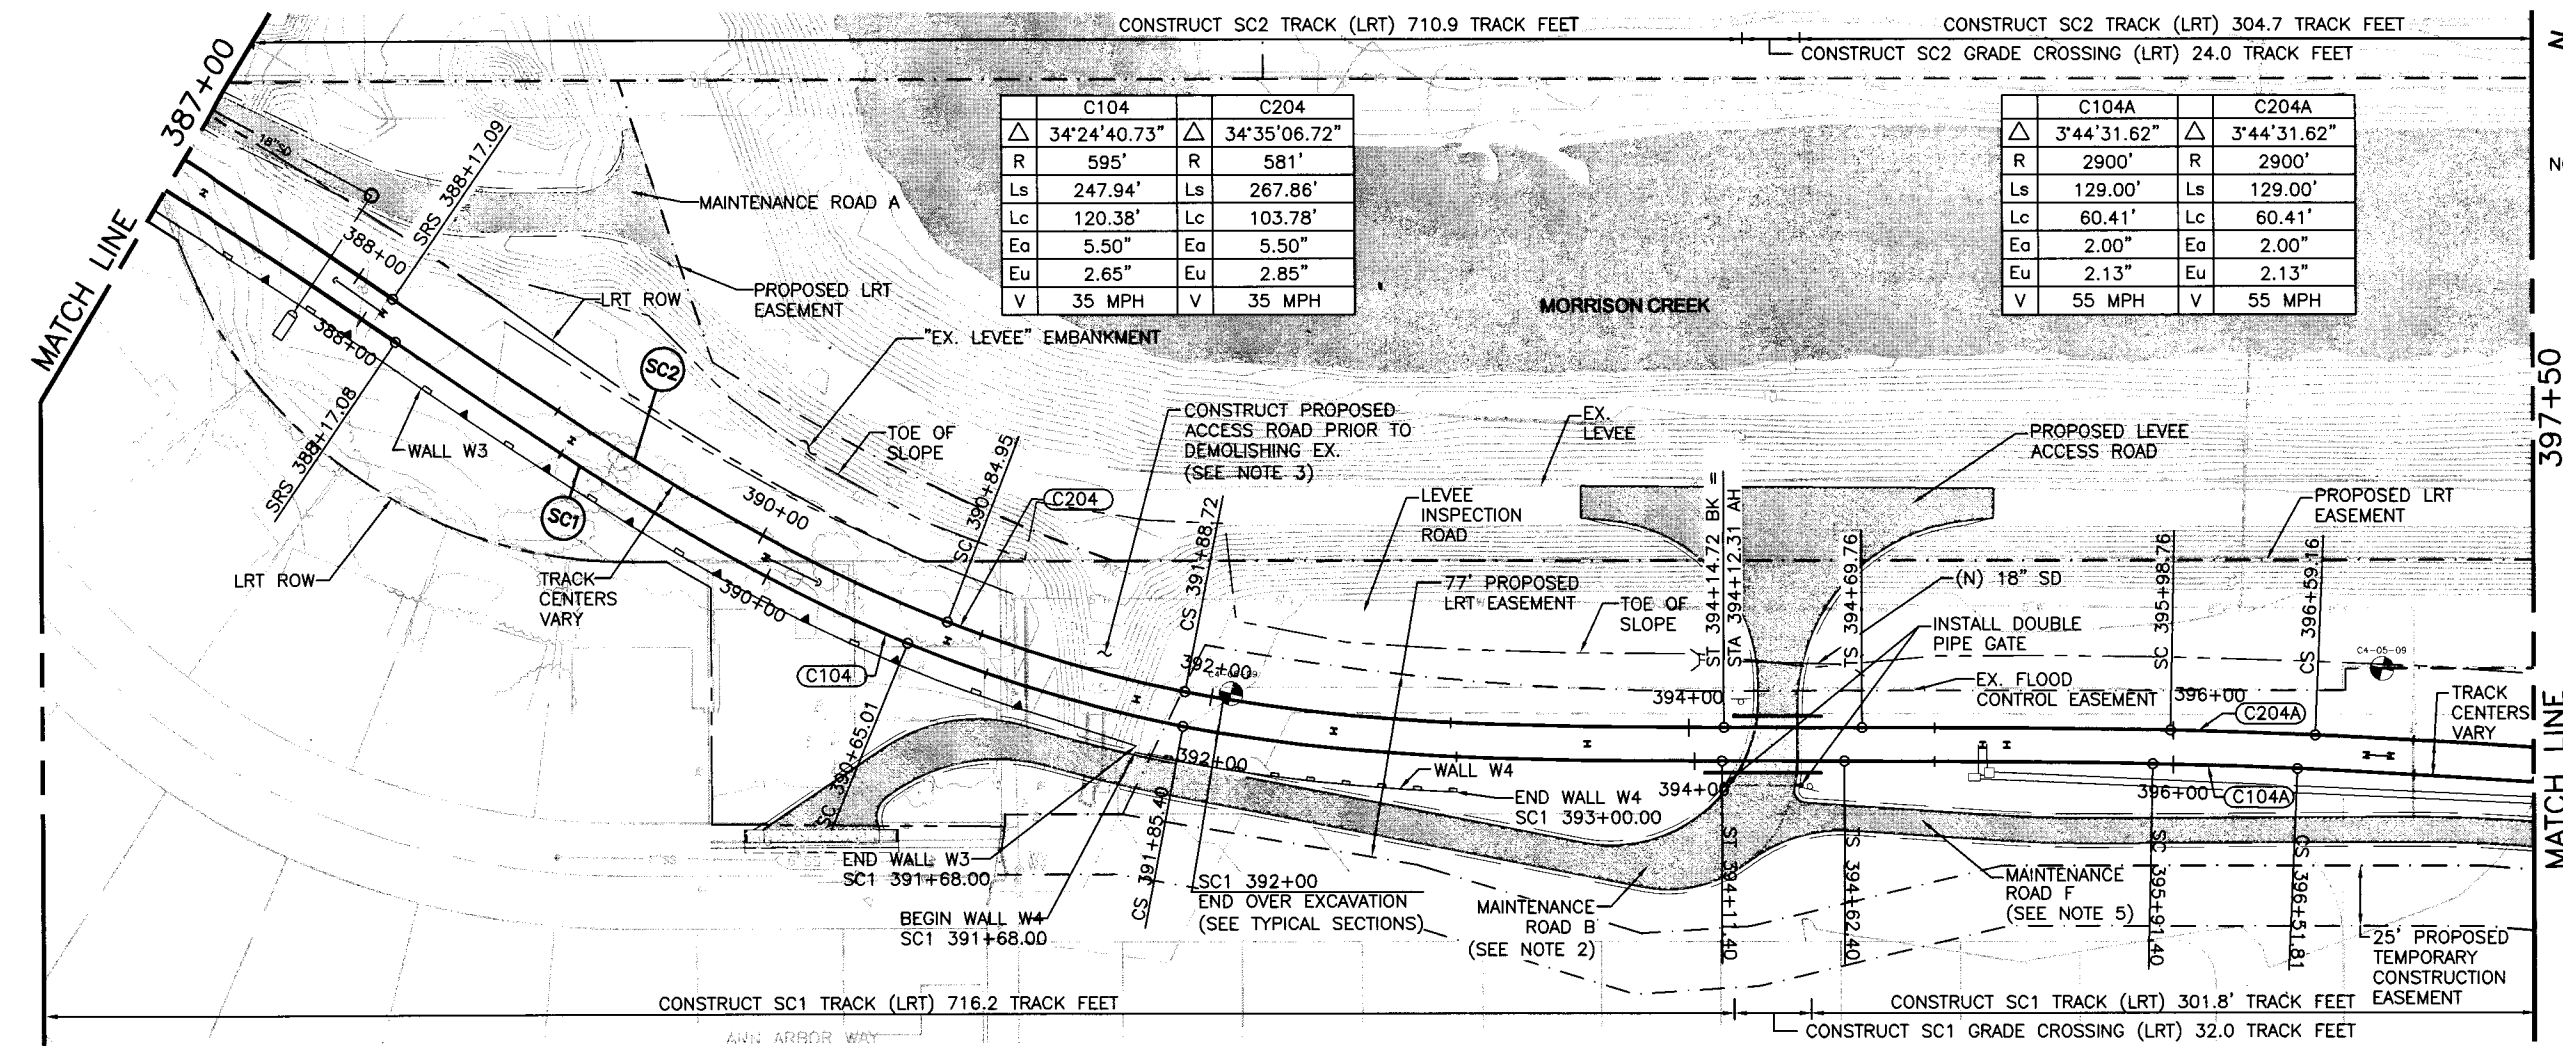 CONSTRUCT SC2 TRACK (LRT) 710.9 TRACK FEET
CONSTRUCT SC2 TRACK (LRT) 304.7 TRACK FEET
CONSTRUCT SC2 GRADE CROSSING (LRT) 24.0 TRACK FEET
N
387+00
MATCH LINE
18"SD
388+00
SRS 388+17.09
388+00
SRS 388+17.08
MAINTENANCE ROAD A
LRT ROW
PROPOSED LRT
EASEMENT
"EX. LEVEE" EMBANKMENT
C104 C204
△ 34°24'40.73" △ 34°35'06.72"
R 595' R 581'
Ls 247.94' Ls 267.86'
Lc 120.38' Lc 103.78'
Ea 5.50" Ea 5.50"
Eu 2.65" Eu 2.85"
V 35 MPH V 35 MPH
C104A C204A
△ 3°44'31.62" △ 3°44'31.62"
R 2900' R 2900'
Ls 129.00' Ls 129.00'
Lc 60.41' Lc 60.41'
Ea 2.00" Ea 2.00"
Eu 2.13" Eu 2.13"
V 55 MPH V 55 MPH
MORRISON CREEK
397+50
MATCH LINE
SC2
SC1
WALL W3
TOE OF
SLOPE
CONSTRUCT PROPOSED
ACCESS ROAD PRIOR TO
DEMOLISHING EX.
(SEE NOTE 3)
EX.
LEVEE
PROPOSED LEVEE
ACCESS ROAD
390+00
SC 390+84.95
C204
CS 391+88.72
LEVEE
INSPECTION
ROAD
ST 394+14.72 BK =
STA 394+12.31 AH
PROPOSED LRT
EASEMENT
LRT ROW
TRACK
CENTERS
VARY
390+00
77' PROPOSED
LRT EASEMENT
TOE OF
SLOPE
TS 394+69.76
(N) 18" SD
INSTALL DOUBLE
PIPE GATE
SC 395+98.76
CS 396+59.16
C4-05-09
C104
392+00
394+00
EX. FLOOD
CONTROL EASEMENT
396+00
C204A
TRACK
CENTERS
VARY
SC 390+65.01
392+00
WALL W4
END WALL W4
SC1 393+00.00
394+00
396+00
C104A
END WALL W3
SC1 391+68.00
CS 391+85.40
SC1 392+00
END OVER EXCAVATION
(SEE TYPICAL SECTIONS)
BEGIN WALL W4
SC1 391+68.00
MAINTENANCE
ROAD B
(SEE NOTE 2)
ST 394+11.40
TS 394+62.40
MAINTENANCE
ROAD F
(SEE NOTE 5)
SC 395+91.40
CS 396+51.81
25' PROPOSED
TEMPORARY
CONSTRUCTION
EASEMENT
CONSTRUCT SC1 TRACK (LRT) 716.2 TRACK FEET
CONSTRUCT SC1 TRACK (LRT) 301.8' TRACK FEET
CONSTRUCT SC1 GRADE CROSSING (LRT) 32.0 TRACK FEET
ANN ARBOR WAY